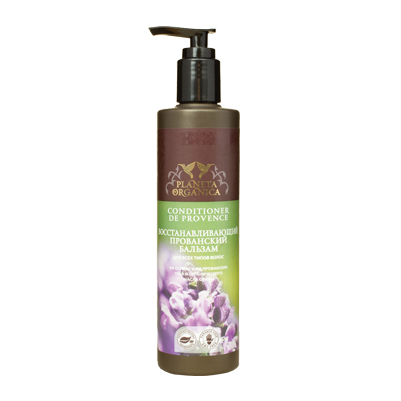 PLANETA
ORGANICA
CONDITIONER
DE PROVENCE
ВОССТАНАВЛИВАЮЩИЙ
ПРОВАНСКИЙ
БАЛЬЗАМ
ДЛЯ ВСЕХ ТИПОВ ВОЛОС